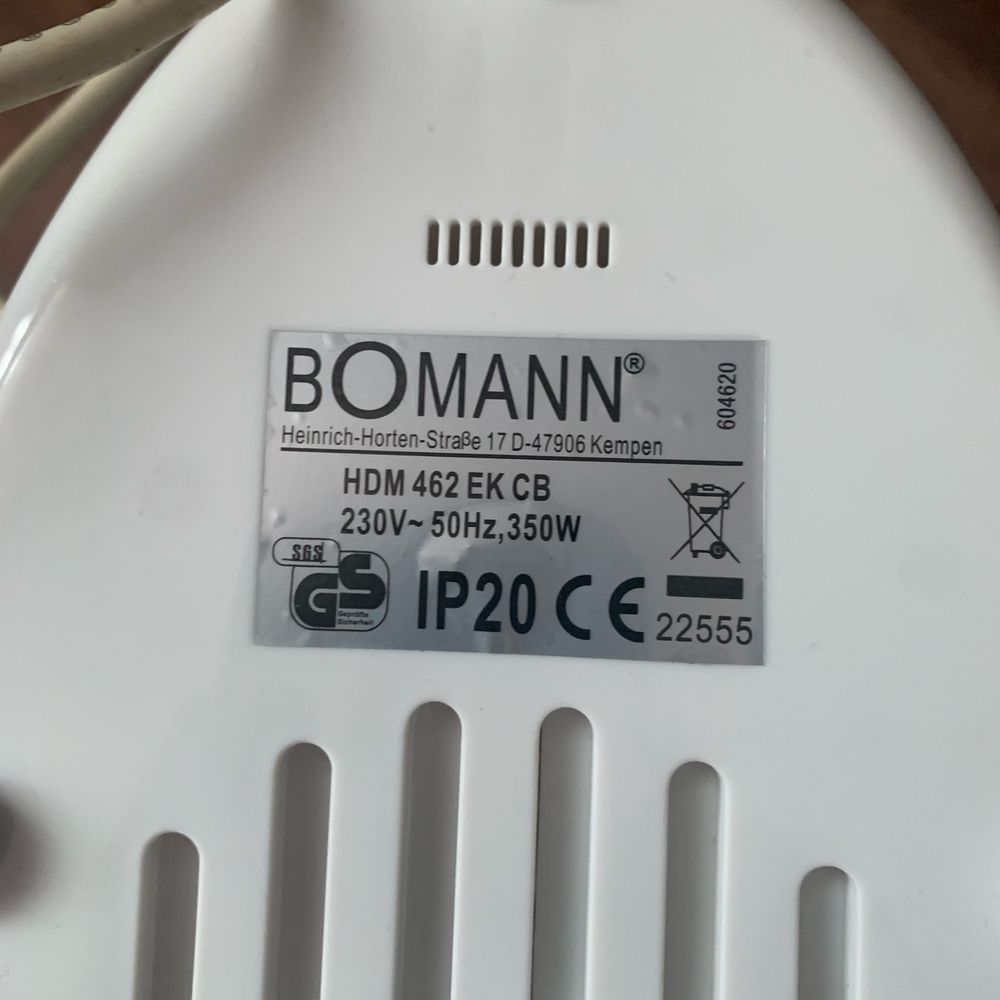 BOMANN®
604620
Heinrich-Horten-Straße 17 D-47906 Kempen
HDM 462 EK CB
230V~ 50Hz,350W
SGS
GS
Geprüfte
Sicherheit
IP20 CE
22555